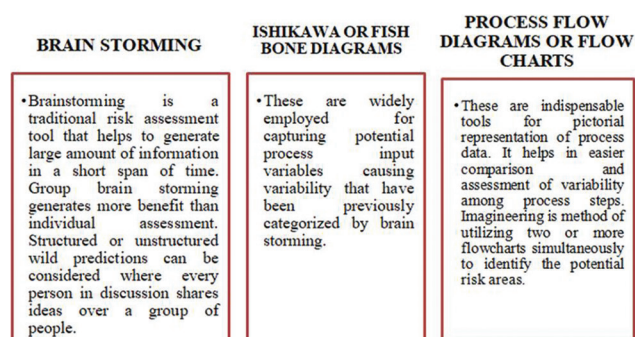 BRAIN STORMING
•Brainstorming is a
traditional risk assessment
tool that helps to generate
large amount of information
in a short span of time.
Group brain storming
generates more benefit than
individual assessment.
Structured or unstructured
wild predictions can be
considered where every
person in discussion shares
ideas over a group of
people.
ISHIKAWA OR FISH
BONE DIAGRAMS
•These are widely
employed for
capturing potential
process input
variables causing
variability that have
been previously
categorized by brain
storming.
PROCESS FLOW
DIAGRAMS OR FLOW
CHARTS
•These are indispensable
tools for pictorial
representation of process
data. It helps in easier
comparison and
assessment of variability
among process steps.
Imagineering is method of
utilizing two or more
flowcharts simultaneously
to identify the potential
risk areas.